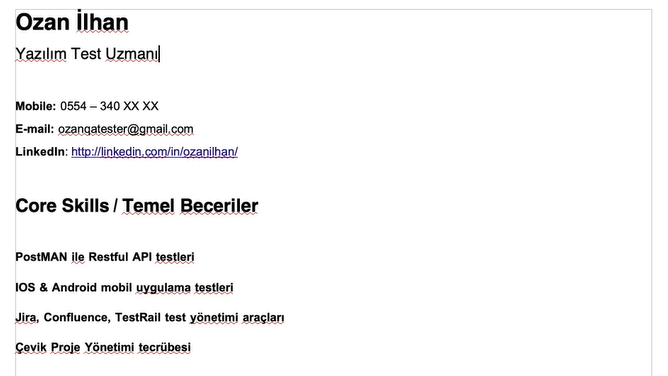 Ozan İlhan
Yazılım Test Uzmanı
Mobile: 0554 – 340 XX XX
E-mail: ozanqatester@gmail.com
LinkedIn: http://linkedin.com/in/ozanilhan/
Core Skills / Temel Beceriler
PostMAN ile Restful API testleri
IOS & Android mobil uygulama testleri
Jira, Confluence, TestRail test yönetimi araçları
Çevik Proje Yönetimi tecrübesi